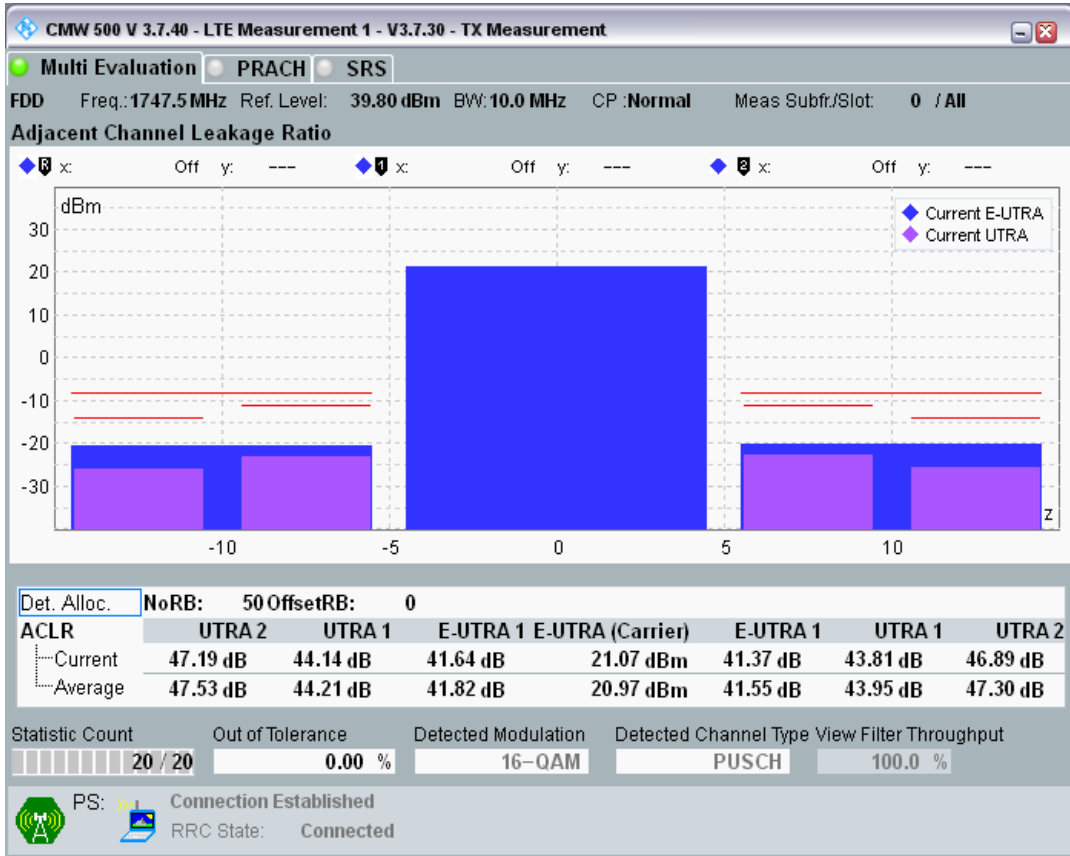 CMW 500 V 3.7.40 - LTE Measurement 1 - V3.7.30 - TX Measurement
Multi Evaluation PRACH SRS
FDD Freq.: 1747.5 MHz Ref. Level: 39.80 dBm BW: 10.0 MHz CP : Normal Meas Subfr./Slot: 0 / All
Adjacent Channel Leakage Ratio
R x: Off y: --- 1 x: Off y: --- 2 x: Off y: ---
dBm
Current E-UTRA
Current UTRA
30
20
10
0
-10
-20
-30
z
-10 -5 0 5 10
Det. Alloc. NoRB: 50 OffsetRB: 0
ACLR UTRA 2 UTRA 1 E-UTRA 1 E-UTRA (Carrier) E-UTRA 1 UTRA 1 UTRA 2
Current 47.19 dB 44.14 dB 41.64 dB 21.07 dBm 41.37 dB 43.81 dB 46.89 dB
Average 47.53 dB 44.21 dB 41.82 dB 20.97 dBm 41.55 dB 43.95 dB 47.30 dB
Statistic Count Out of Tolerance Detected Modulation Detected Channel Type View Filter Throughput
20 / 20 0.00 % 16-QAM PUSCH 100.0 %
PS: Connection Established
RRC State: Connected